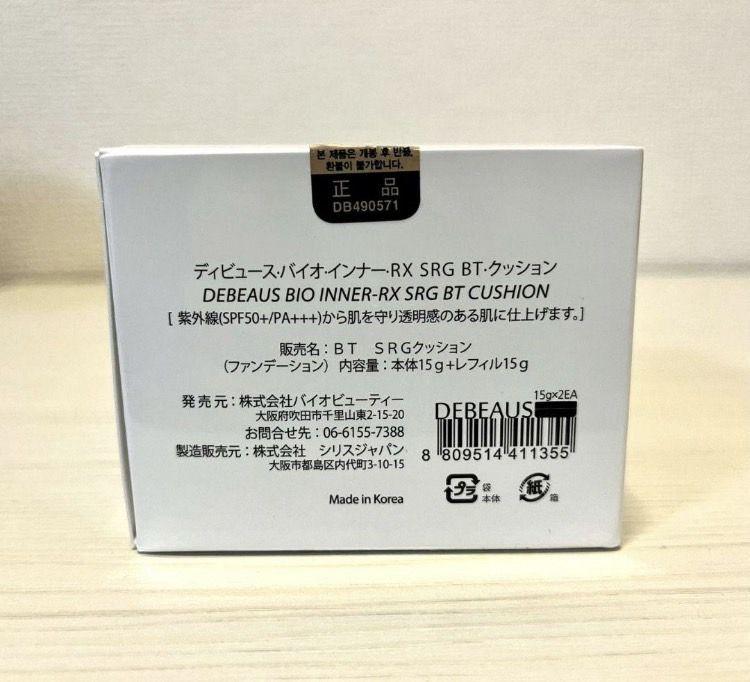 본 제품은 개봉 후 반품,
환불이 불가합니다.
正 品
DB490571
ディビュース・バイオ・インナー・RX SRG BT・クッション
DEBEAUS BIO INNER-RX SRG BT CUSHION
[ 紫外線(SPF50+/PA+++)から肌を守り透明感のある肌に仕上げます。]
販売名：ＢＴ　ＳＲＧクッション
（ファンデーション） 内容量：本体15ｇ+レフィル15ｇ
発 売 元：株式会社バイオビューティー
大阪府吹田市千里山東2-15-20
お問合せ先：06-6155-7388
製造販売元：株式会社　シリスジャパン
大阪市都島区内代町3-10-15
Made in Korea
15g×2EA
DEBEAUS
8 809514 411355
プラ
袋
本体
紙
箱